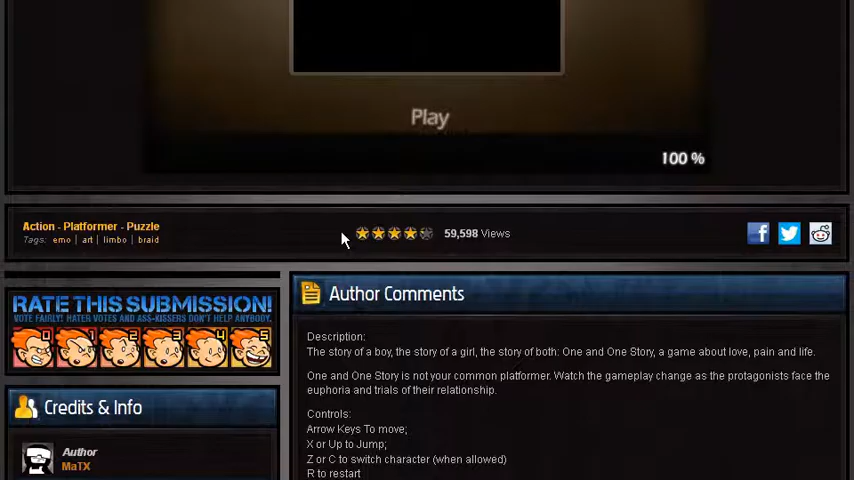 Play
100 %
Action - Platformer - Puzzle
Tags: emo | art | limbo | braid
59,598 Views
RATE THIS SUBMISSION!
VOTE FAIRLY! HATER VOTES AND ASS-KISSERS DON'T HELP ANYBODY.
0 1 2 3 4 5
Credits & Info
Author
MaTX
Author Comments
Description:
The story of a boy, the story of a girl, the story of both: One and One Story, a game about love, pain and life.
One and One Story is not your common platformer. Watch the gameplay change as the protagonists face the
euphoria and trials of their relationship.
Controls:
Arrow Keys To move;
X or Up to Jump;
Z or C to switch character (when allowed)
R to restart